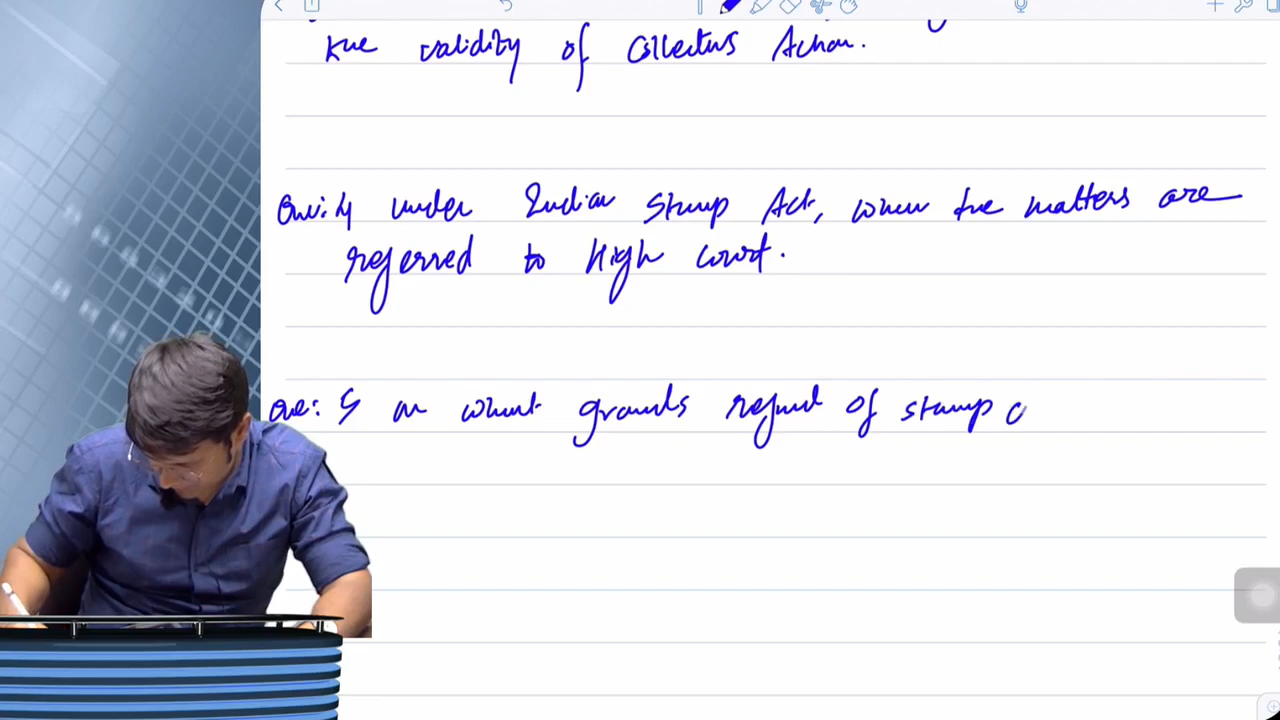 the validity of Collectors Action.
Que:4 under Indian Stamp Act, when the matters are
referred to High court.
Que: 5 on what grounds refund of stamp